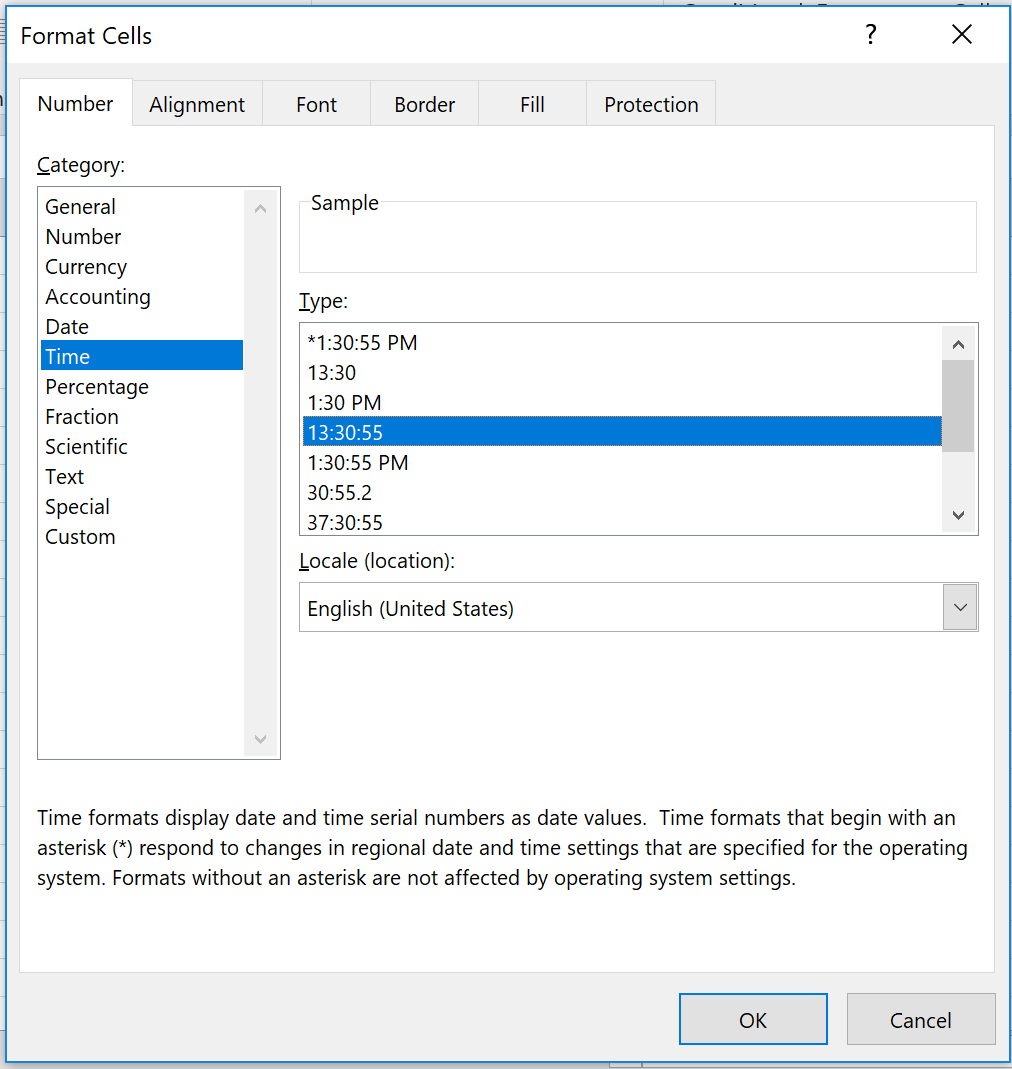 Format Cells
?
Number
Alignment
Font
Border
Fill
Protection
Category:
General
Number
Currency
Accounting
Date
Time
Percentage
Fraction
Scientific
Text
Special
Custom
Sample
Type:
*1:30:55 PM
13:30
1:30 PM
13:30:55
1:30:55 PM
30:55.2
37:30:55
Locale (location):
English (United States)
Time formats display date and time serial numbers as date values.  Time formats that begin with an
asterisk (*) respond to changes in regional date and time settings that are specified for the operating
system. Formats without an asterisk are not affected by operating system settings.
OK
Cancel